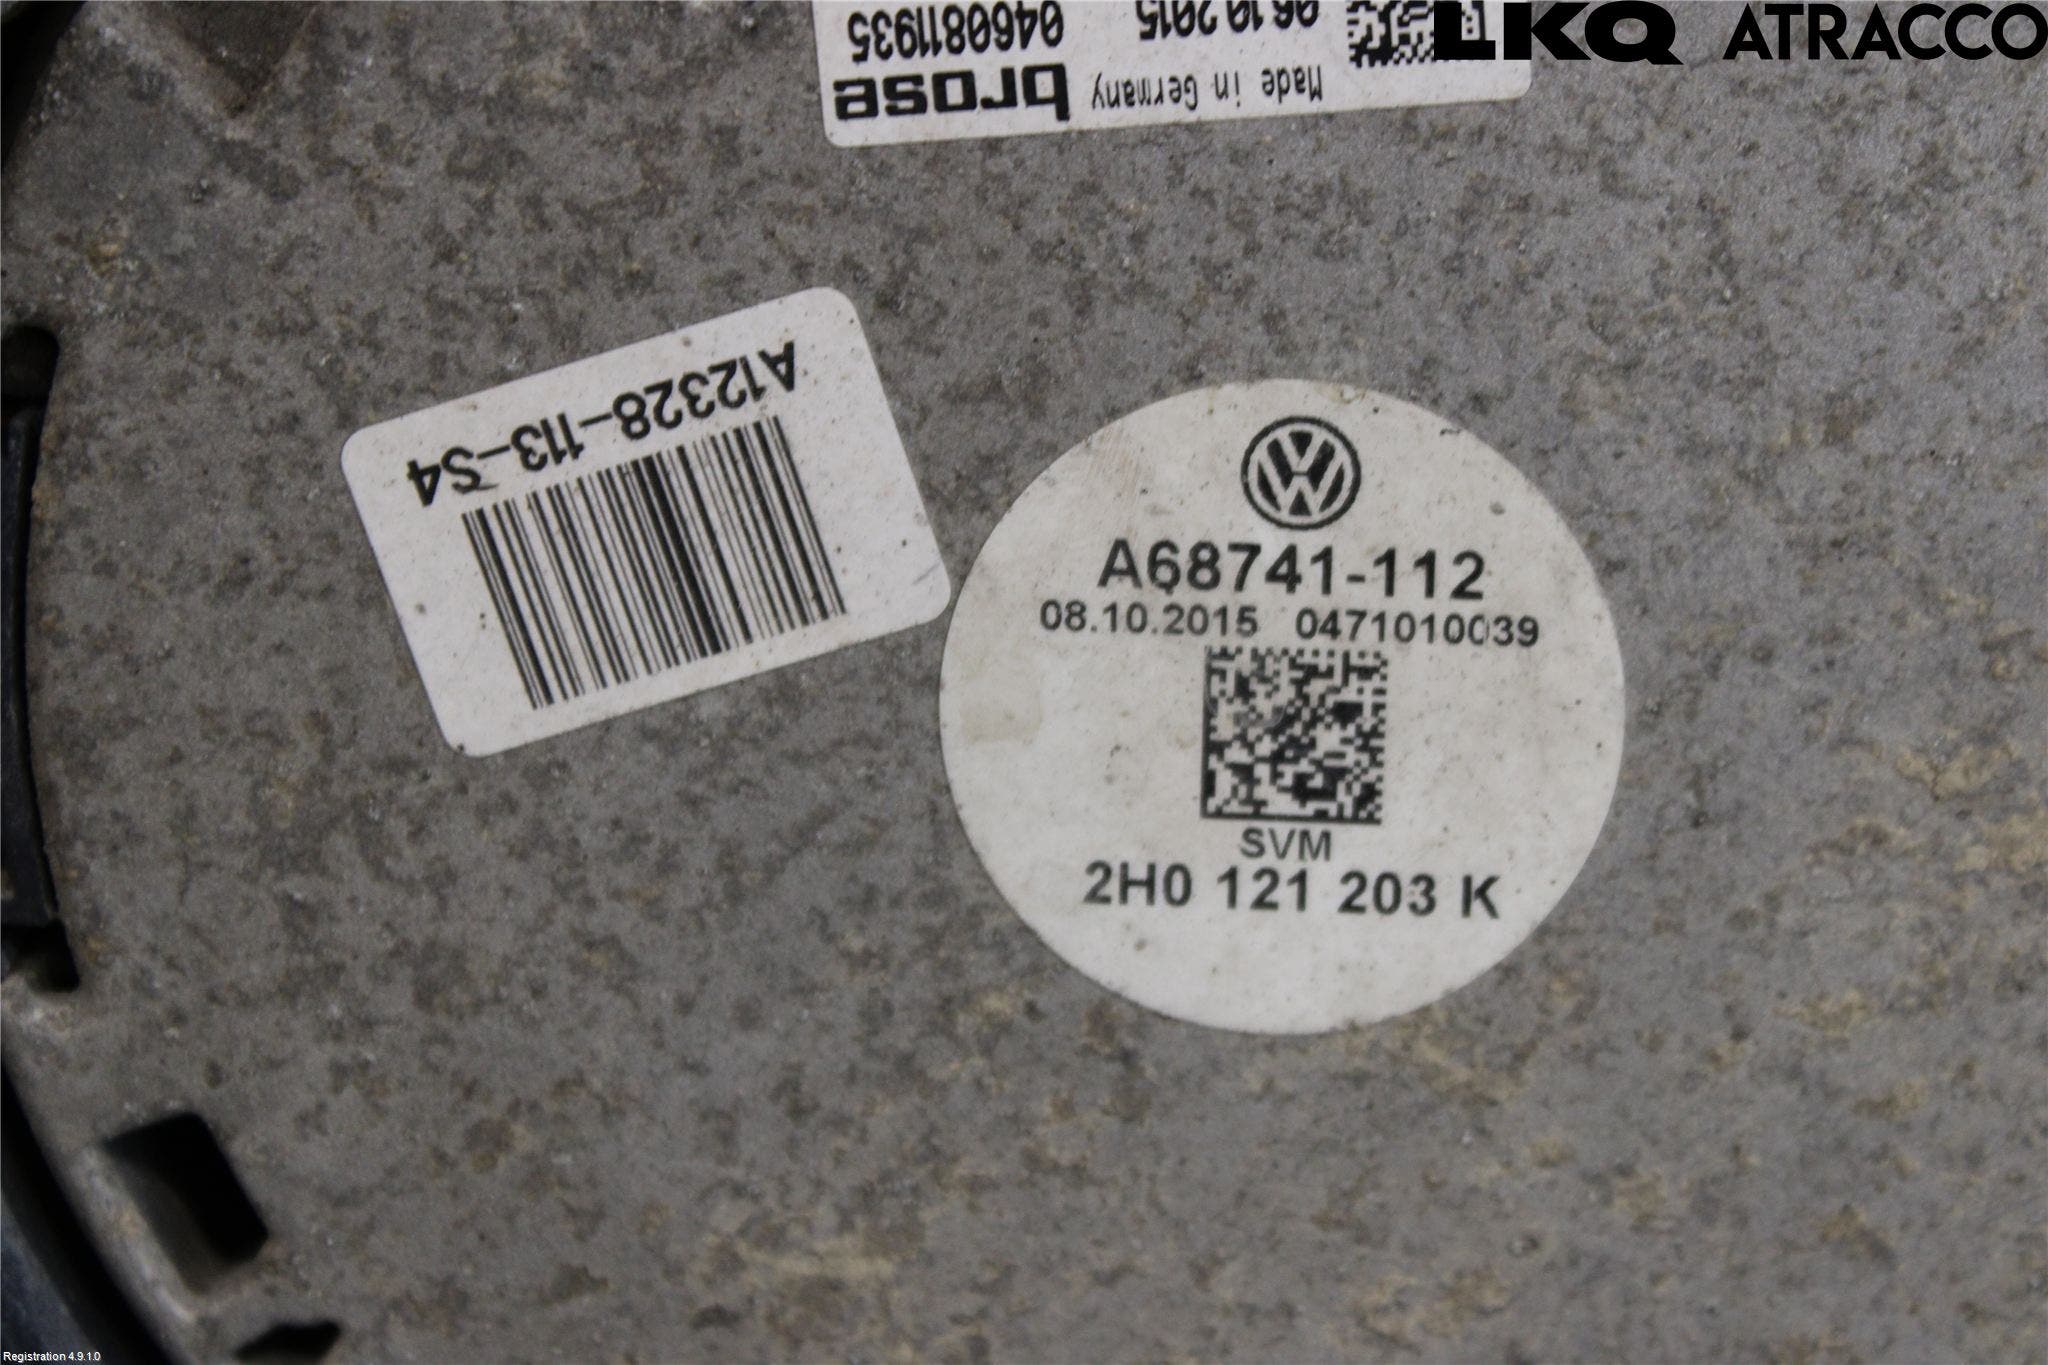 LKQ ATRACCO
Made in Germany
brose
06.10.2015
0460811935
A12328-113-S4
A68741-112
08.10.2015 0471010039
SVM
2H0 121 203 K
Registration 4.9.1.0